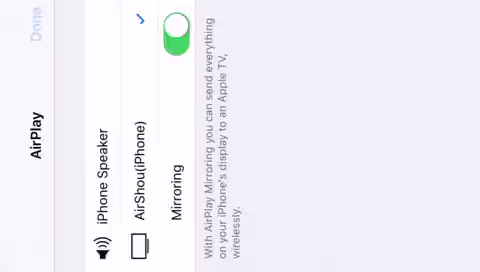 AirPlay
Done
iPhone Speaker
AirShou(iPhone)
Mirroring
With AirPlay Mirroring you can send everything
on your iPhone's display to an Apple TV,
wirelessly.